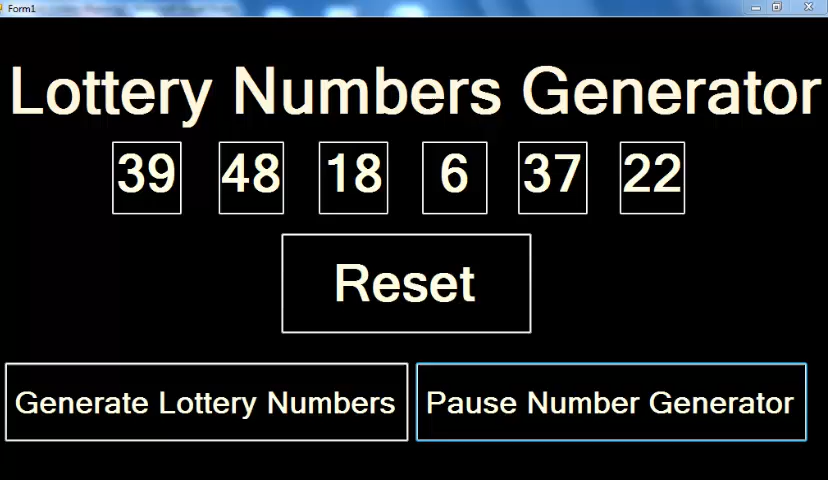 Form1
Lottery Numbers Generator
39 48 18 6 37 22
Reset
Generate Lottery Numbers Pause Number Generator